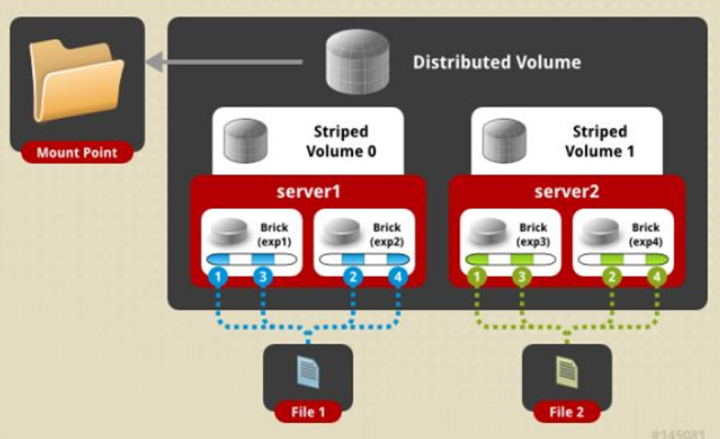 Distributed Volume
Mount Point
Striped
Volume 0
Striped
Volume 1
server1
server2
Brick
(exp1)
Brick
(exp2)
Brick
(exp3)
Brick
(exp4)
1
3
2
4
1
3
2
4
File 1
File 2
#145081